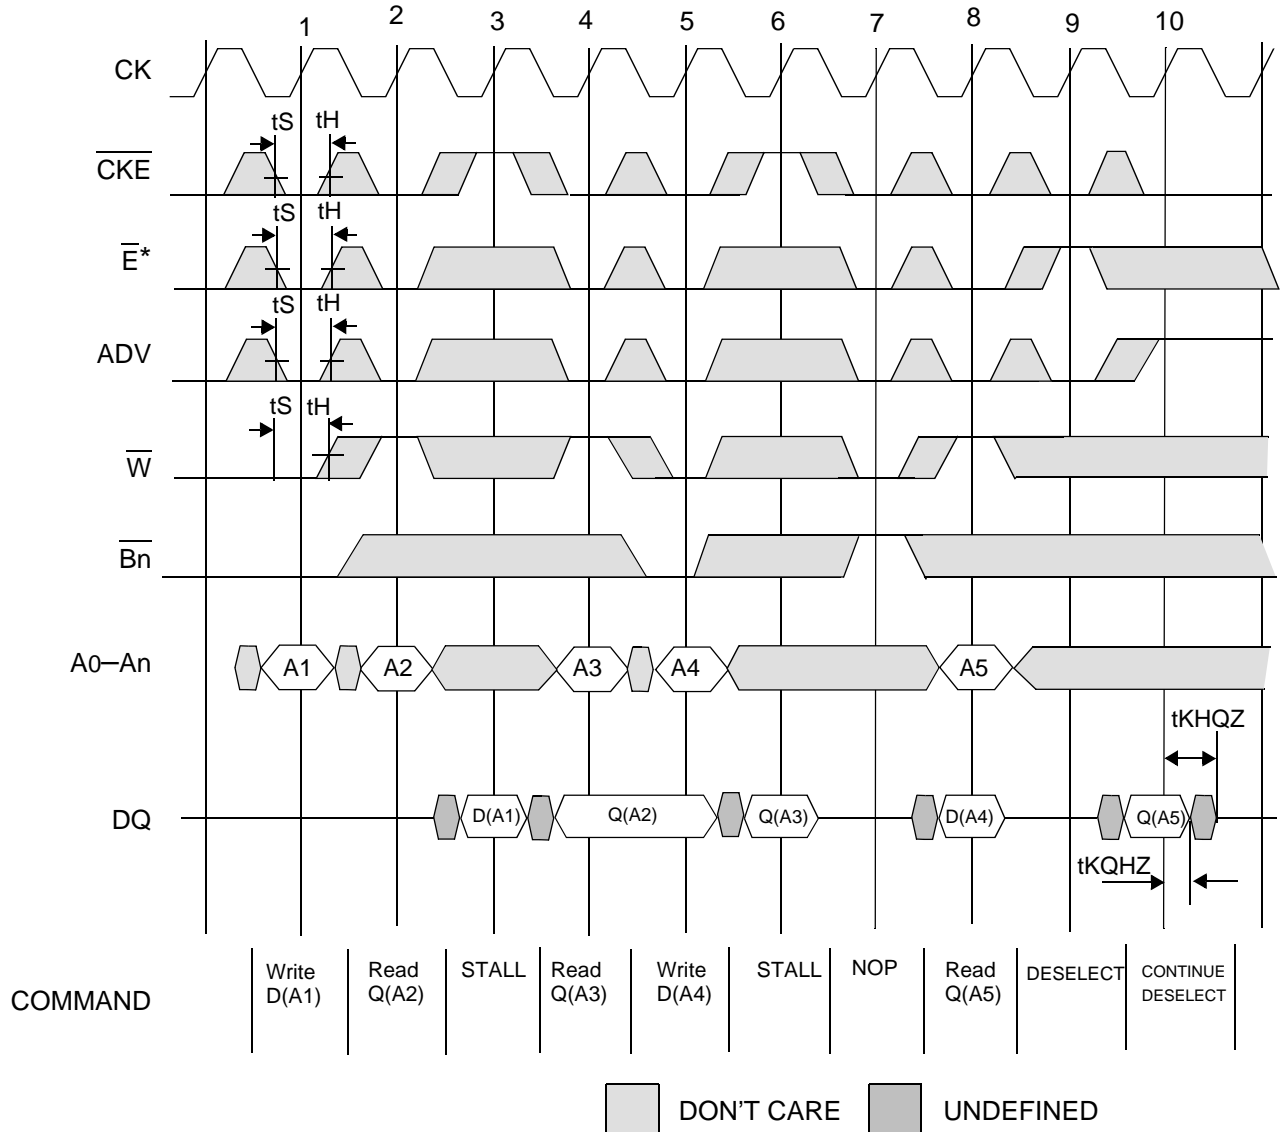 1 2 3 4 5 6 7 8 9 10
CK
tS tH
CKE
tS tH
E*
tS tH
ADV
tS tH
W
Bn
A0–An
A1 A2 A3 A4 A5
tKHQZ
DQ
D(A1) Q(A2) Q(A3) D(A4) Q(A5)
tKQHZ
COMMAND
Write
D(A1)
Read
Q(A2)
STALL
Read
Q(A3)
Write
D(A4)
STALL
NOP
Read
Q(A5)
DESELECT
CONTINUE
DESELECT
DON'T CARE
UNDEFINED